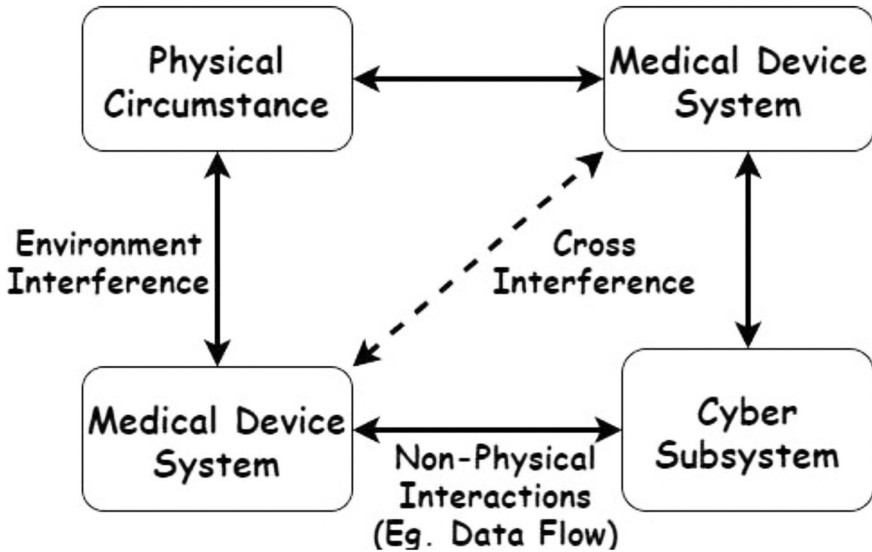 Physical
Circumstance
Medical Device
System
Environment
Interference
Cross
Interference
Medical Device
System
Non-Physical
Interactions
(Eg. Data Flow)
Cyber
Subsystem